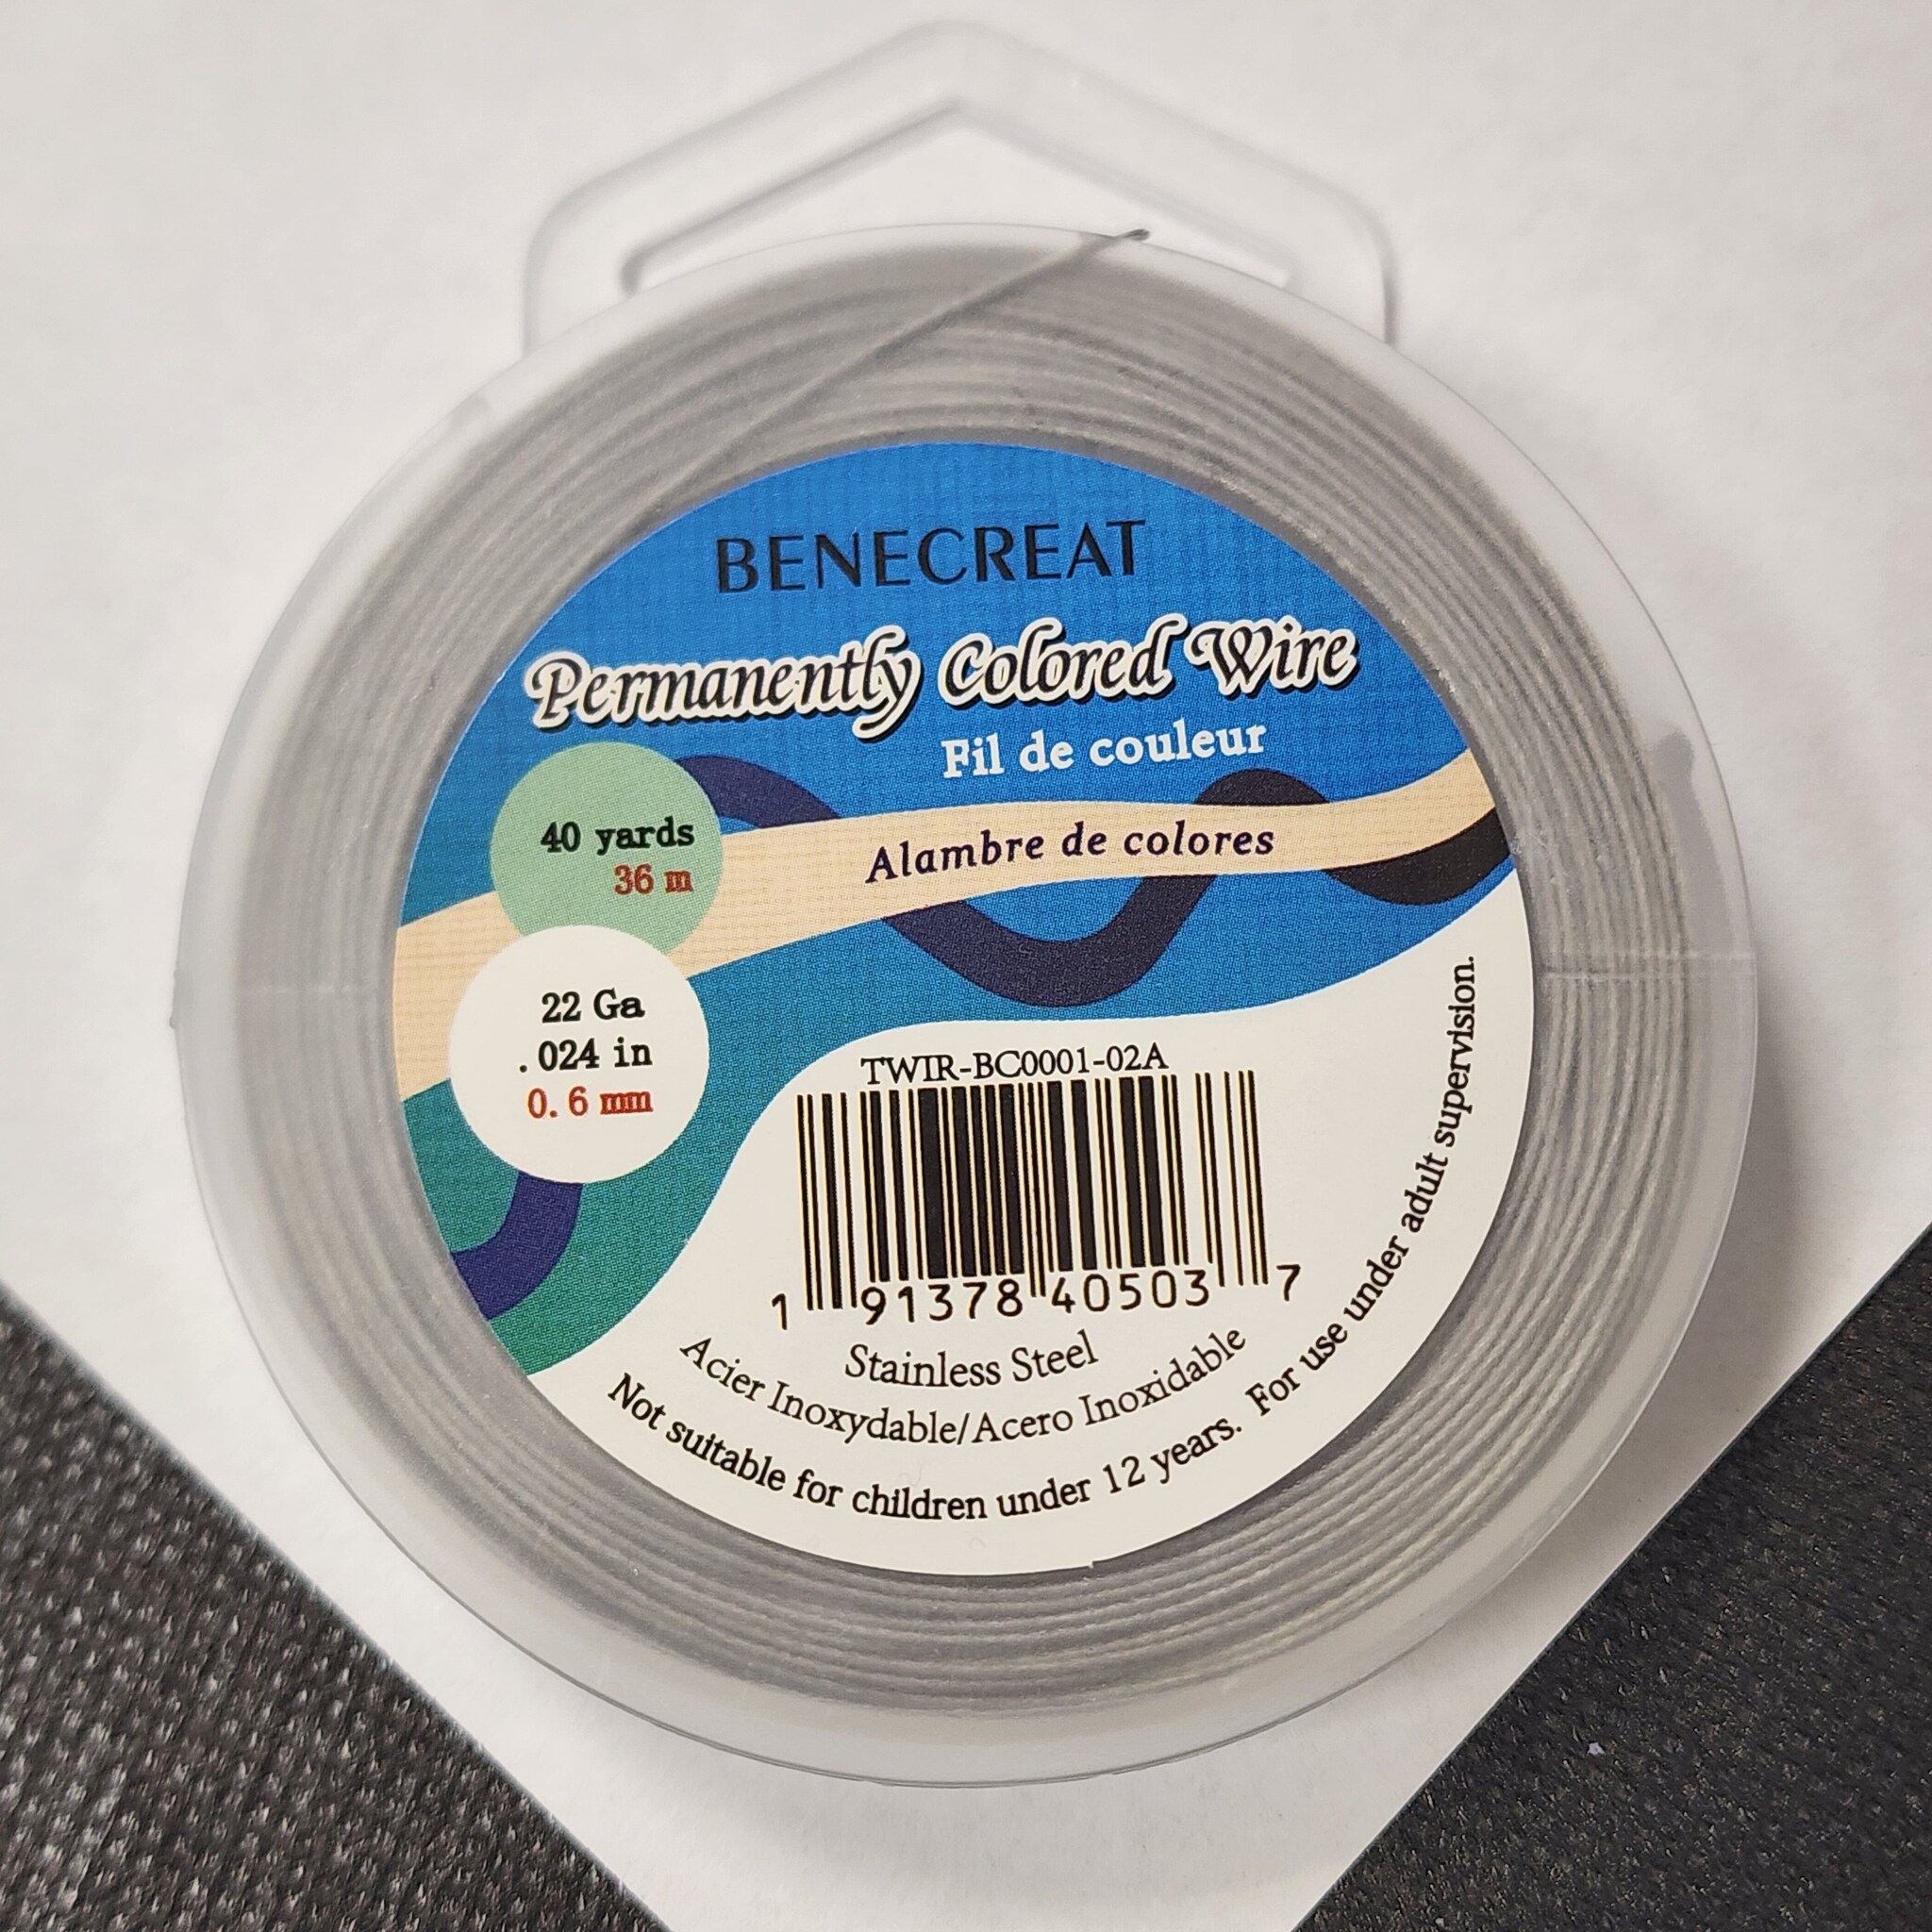 BENECREAT
Permanently Colored Wire
Fil de couleur
Alambre de colores
40 yards
36 m
22 Ga
.024 in
0.6 mm
TWIR-BC0001-02A
1 91378 40503 7
Stainless Steel
Acier Inoxydable/Acero Inoxidable
Not suitable for children under 12 years. For use under adult supervision.